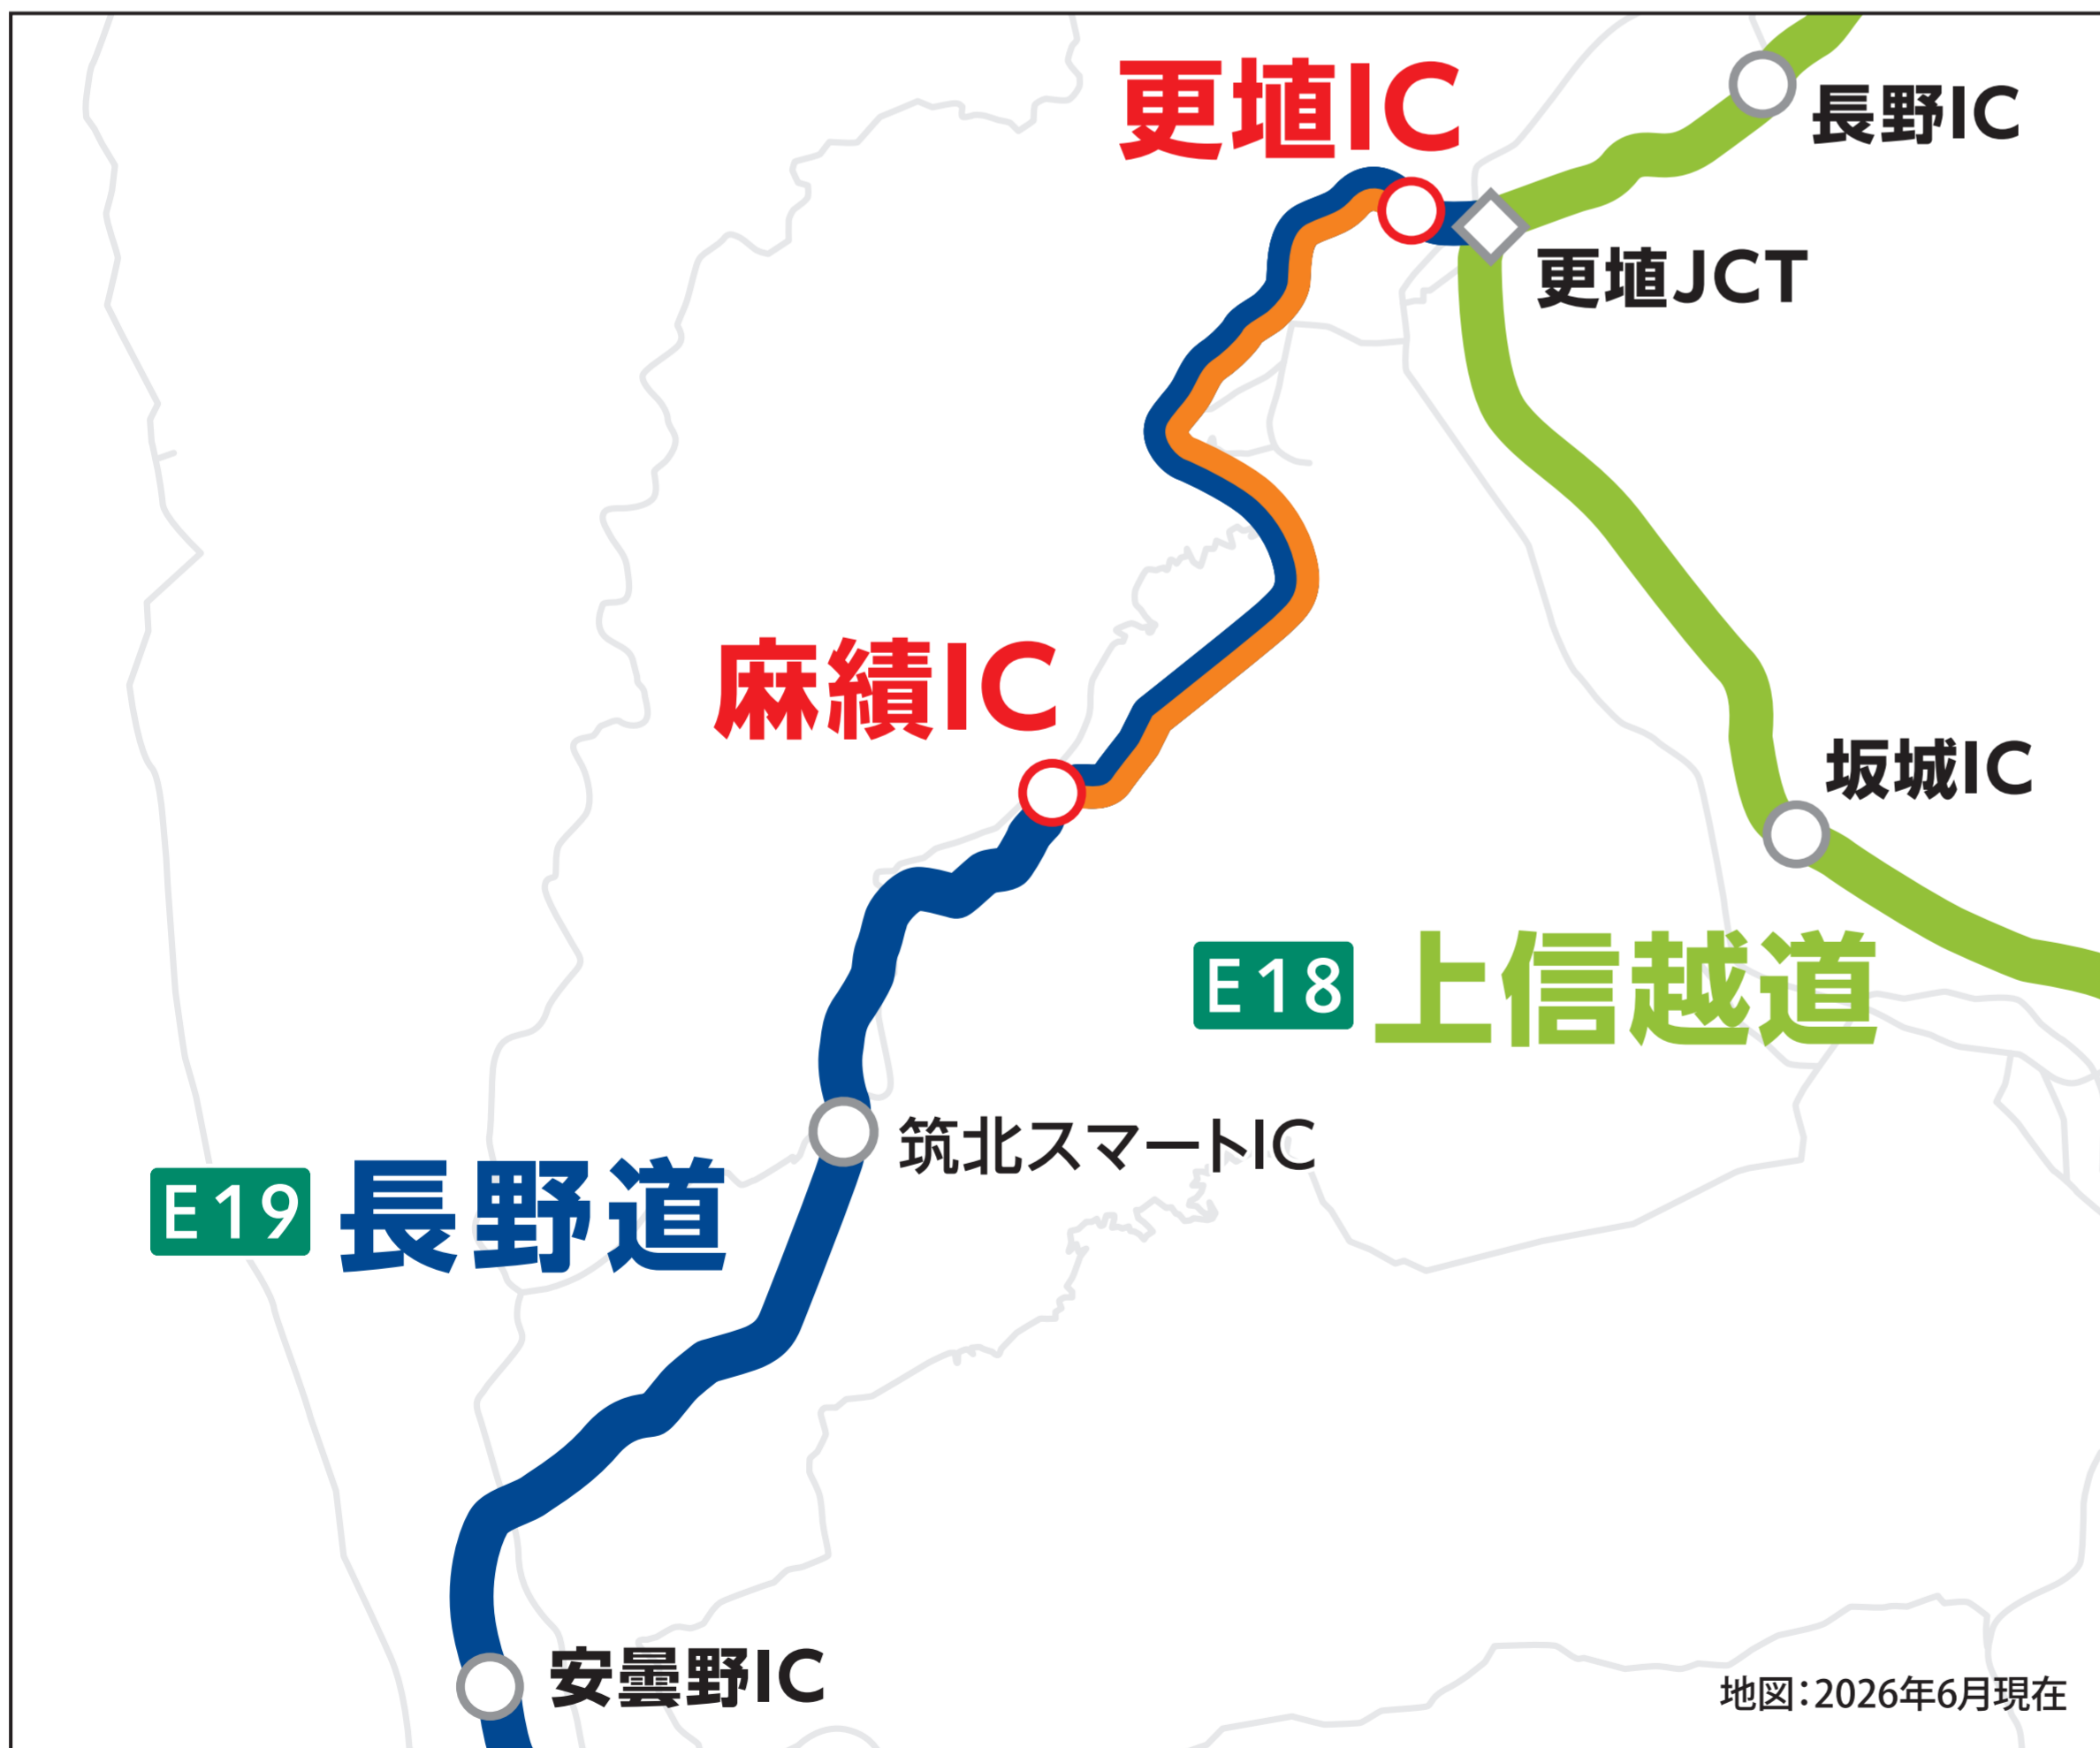 更埴IC
長野IC
更埴JCT
麻績IC
坂城IC
E18 上信越道
筑北スマートIC
E19 長野道
安曇野IC
地図：2026年6月現在